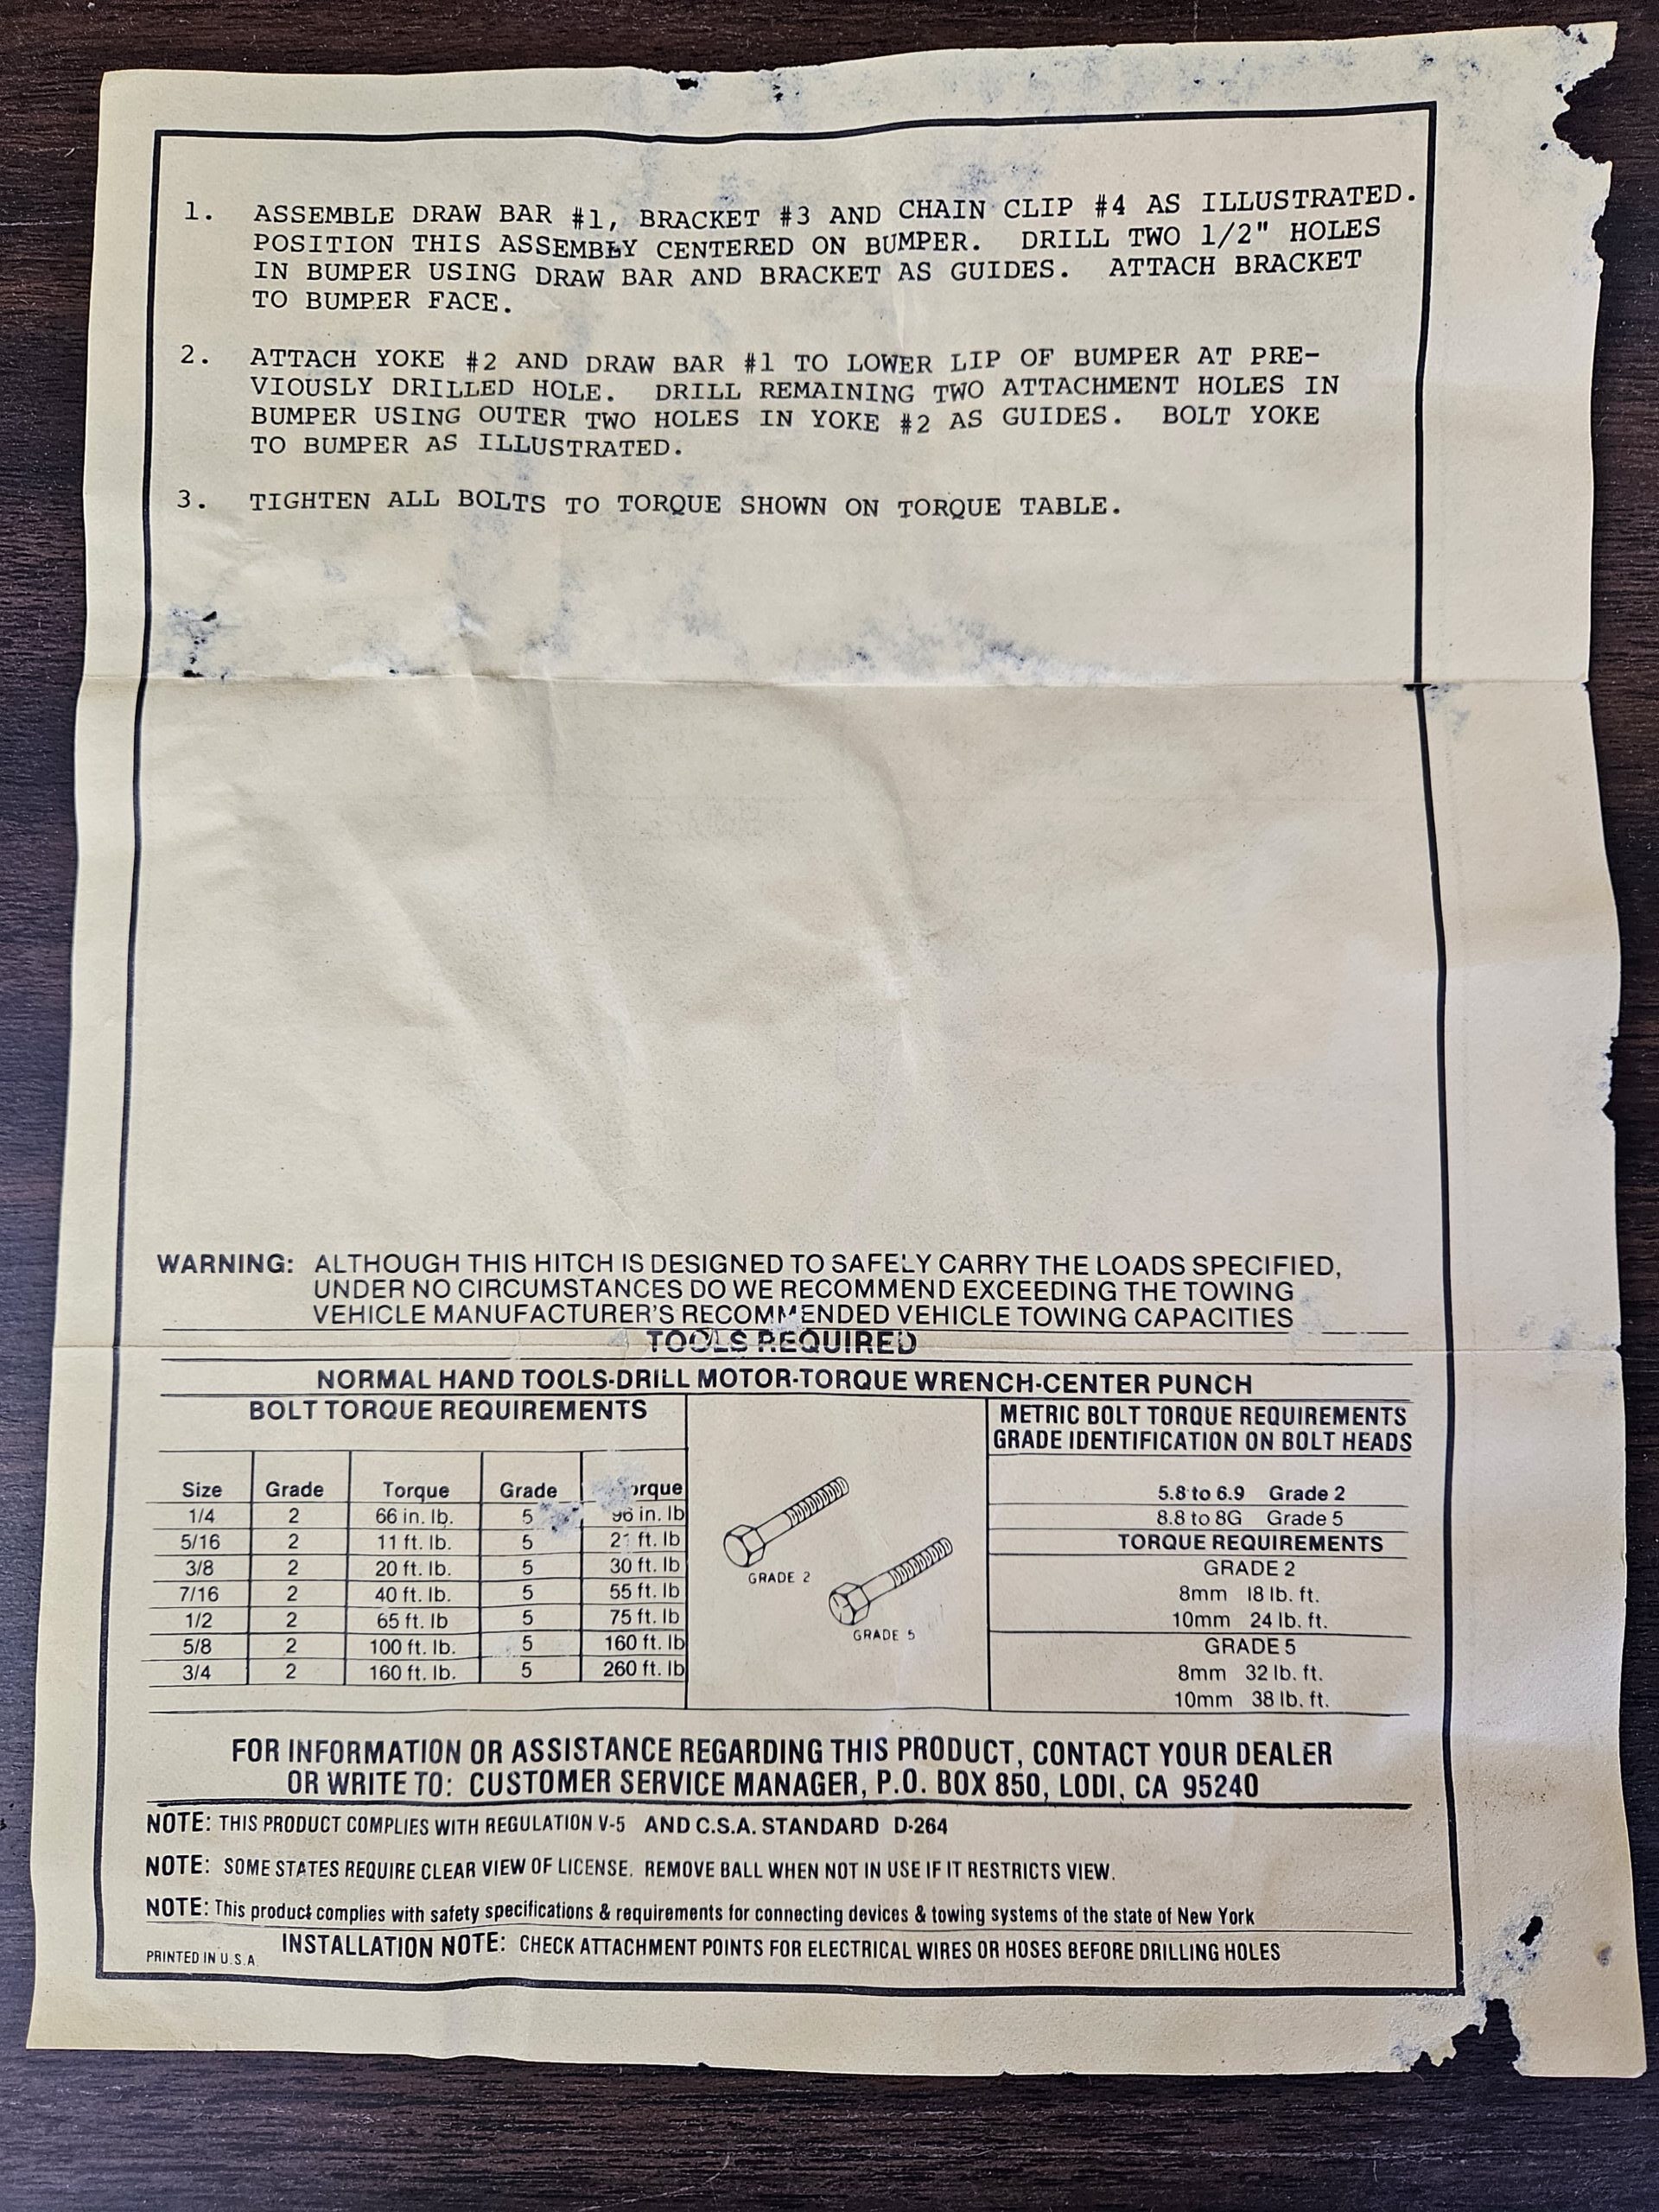 1. ASSEMBLE DRAW BAR #1, BRACKET #3 AND CHAIN CLIP #4 AS ILLUSTRATED.
POSITION THIS ASSEMBLY CENTERED ON BUMPER. DRILL TWO 1/2" HOLES
IN BUMPER USING DRAW BAR AND BRACKET AS GUIDES. ATTACH BRACKET
TO BUMPER FACE.
2. ATTACH YOKE #2 AND DRAW BAR #1 TO LOWER LIP OF BUMPER AT PRE-
VIOUSLY DRILLED HOLE. DRILL REMAINING TWO ATTACHMENT HOLES IN
BUMPER USING OUTER TWO HOLES IN YOKE #2 AS GUIDES. BOLT YOKE
TO BUMPER AS ILLUSTRATED.
3. TIGHTEN ALL BOLTS TO TORQUE SHOWN ON TORQUE TABLE.
WARNING: ALTHOUGH THIS HITCH IS DESIGNED TO SAFELY CARRY THE LOADS SPECIFIED,
UNDER NO CIRCUMSTANCES DO WE RECOMMEND EXCEEDING THE TOWING
VEHICLE MANUFACTURER'S RECOMMENDED VEHICLE TOWING CAPACITIES
TOOLS REQUIRED
NORMAL HAND TOOLS-DRILL MOTOR-TORQUE WRENCH-CENTER PUNCH
BOLT TORQUE REQUIREMENTS
Size Grade Torque Grade Torque
1/4 2 66 in. lb. 5 96 in. lb
5/16 2 11 ft. lb. 5 ft. lb
3/8 2 20 ft. lb. 5 30 ft. lb
7/16 2 40 ft. lb. 5 55 ft. lb
1/2 2 65 ft. lb 5 75 ft. lb
5/8 2 100 ft. lb. 5 160 ft. lb
3/4 2 160 ft. lb. 5 260 ft. lb
GRADE 2
GRADE 5
METRIC BOLT TORQUE REQUIREMENTS
GRADE IDENTIFICATION ON BOLT HEADS
5.8 to 6.9 Grade 2
8.8 to 8G Grade 5
TORQUE REQUIREMENTS
GRADE 2
8mm 18 lb. ft.
10mm 24 lb. ft.
GRADE 5
8mm 32 lb. ft.
10mm 38 lb. ft.
FOR INFORMATION OR ASSISTANCE REGARDING THIS PRODUCT, CONTACT YOUR DEALER
OR WRITE TO: CUSTOMER SERVICE MANAGER, P.O. BOX 850, LODI, CA 95240
NOTE: THIS PRODUCT COMPLIES WITH REGULATION V-5 AND C.S.A. STANDARD D-264
NOTE: SOME STATES REQUIRE CLEAR VIEW OF LICENSE. REMOVE BALL WHEN NOT IN USE IF IT RESTRICTS VIEW.
NOTE: This product complies with safety specifications & requirements for connecting devices & towing systems of the state of New York
INSTALLATION NOTE: CHECK ATTACHMENT POINTS FOR ELECTRICAL WIRES OR HOSES BEFORE DRILLING HOLES
PRINTED IN U.S.A.